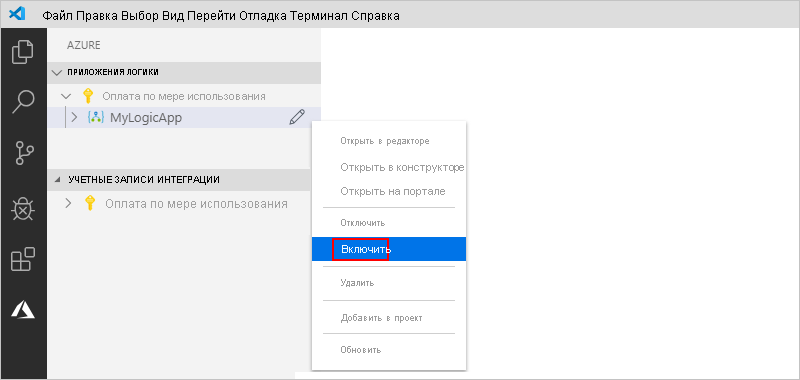 Файл Правка Выбор Вид Перейти Отладка Терминал Справка
AZURE
ПРИЛОЖЕНИЯ ЛОГИКИ
Оплата по мере использования
MyLogicApp
Открыть в редакторе
Открыть в конструкторе
Открыть на портале
Отключить
Включить
Удалить
Добавить в проект
Обновить
УЧЕТНЫЕ ЗАПИСИ ИНТЕГРАЦИИ
Оплата по мере использования